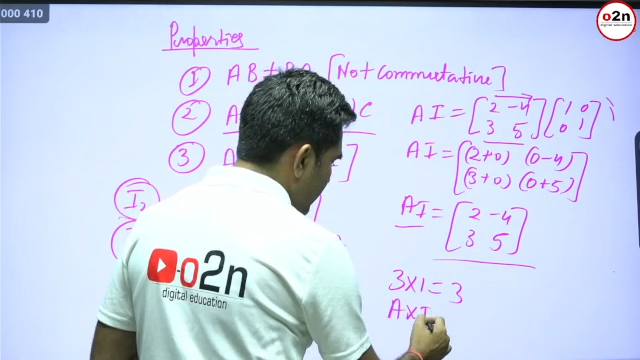 000 410
o2n
digital education
Properties
① AB ≠ BA [Not commutative]
② A C
③ A ]
I₂
AI = [2 -4 [1 0
3 5] 0 1]
AI = [(2+0) (0-4)
(3+0) (0+5)]
AI = [2 -4
3 5]
3×1 = 3
A×I
o2n
digital education